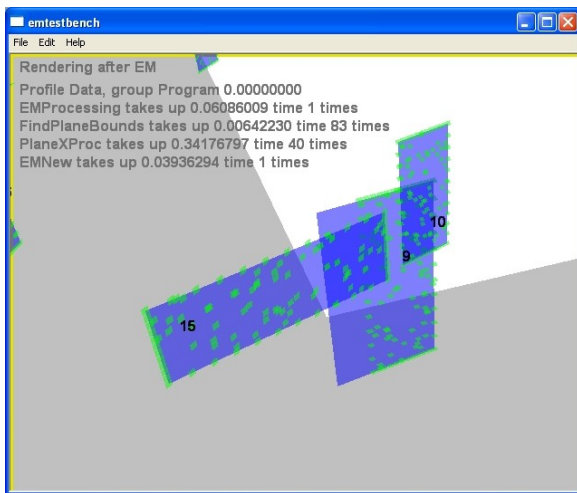 emtestbench
File Edit Help
Rendering after EM
Profile Data, group Program 0.00000000
EMProcessing takes up 0.06086009 time 1 times
FindPlaneBounds takes up 0.00642230 time 83 times
PlaneXProc takes up 0.34176797 time 40 times
EMNew takes up 0.03936294 time 1 times
10
9
15